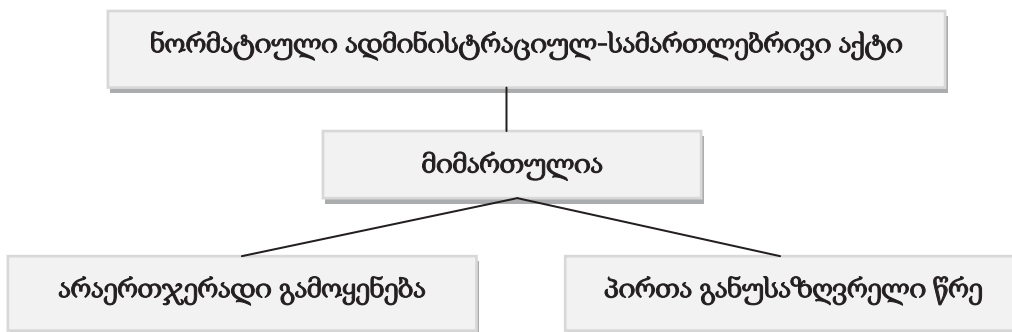 ნორმატიული ადმინისტრაციულ-სამართლებრივი აქტი
მიმართულია
არაერთჯერადი გამოყენება
პირთა განუსაზღვრელი წრე